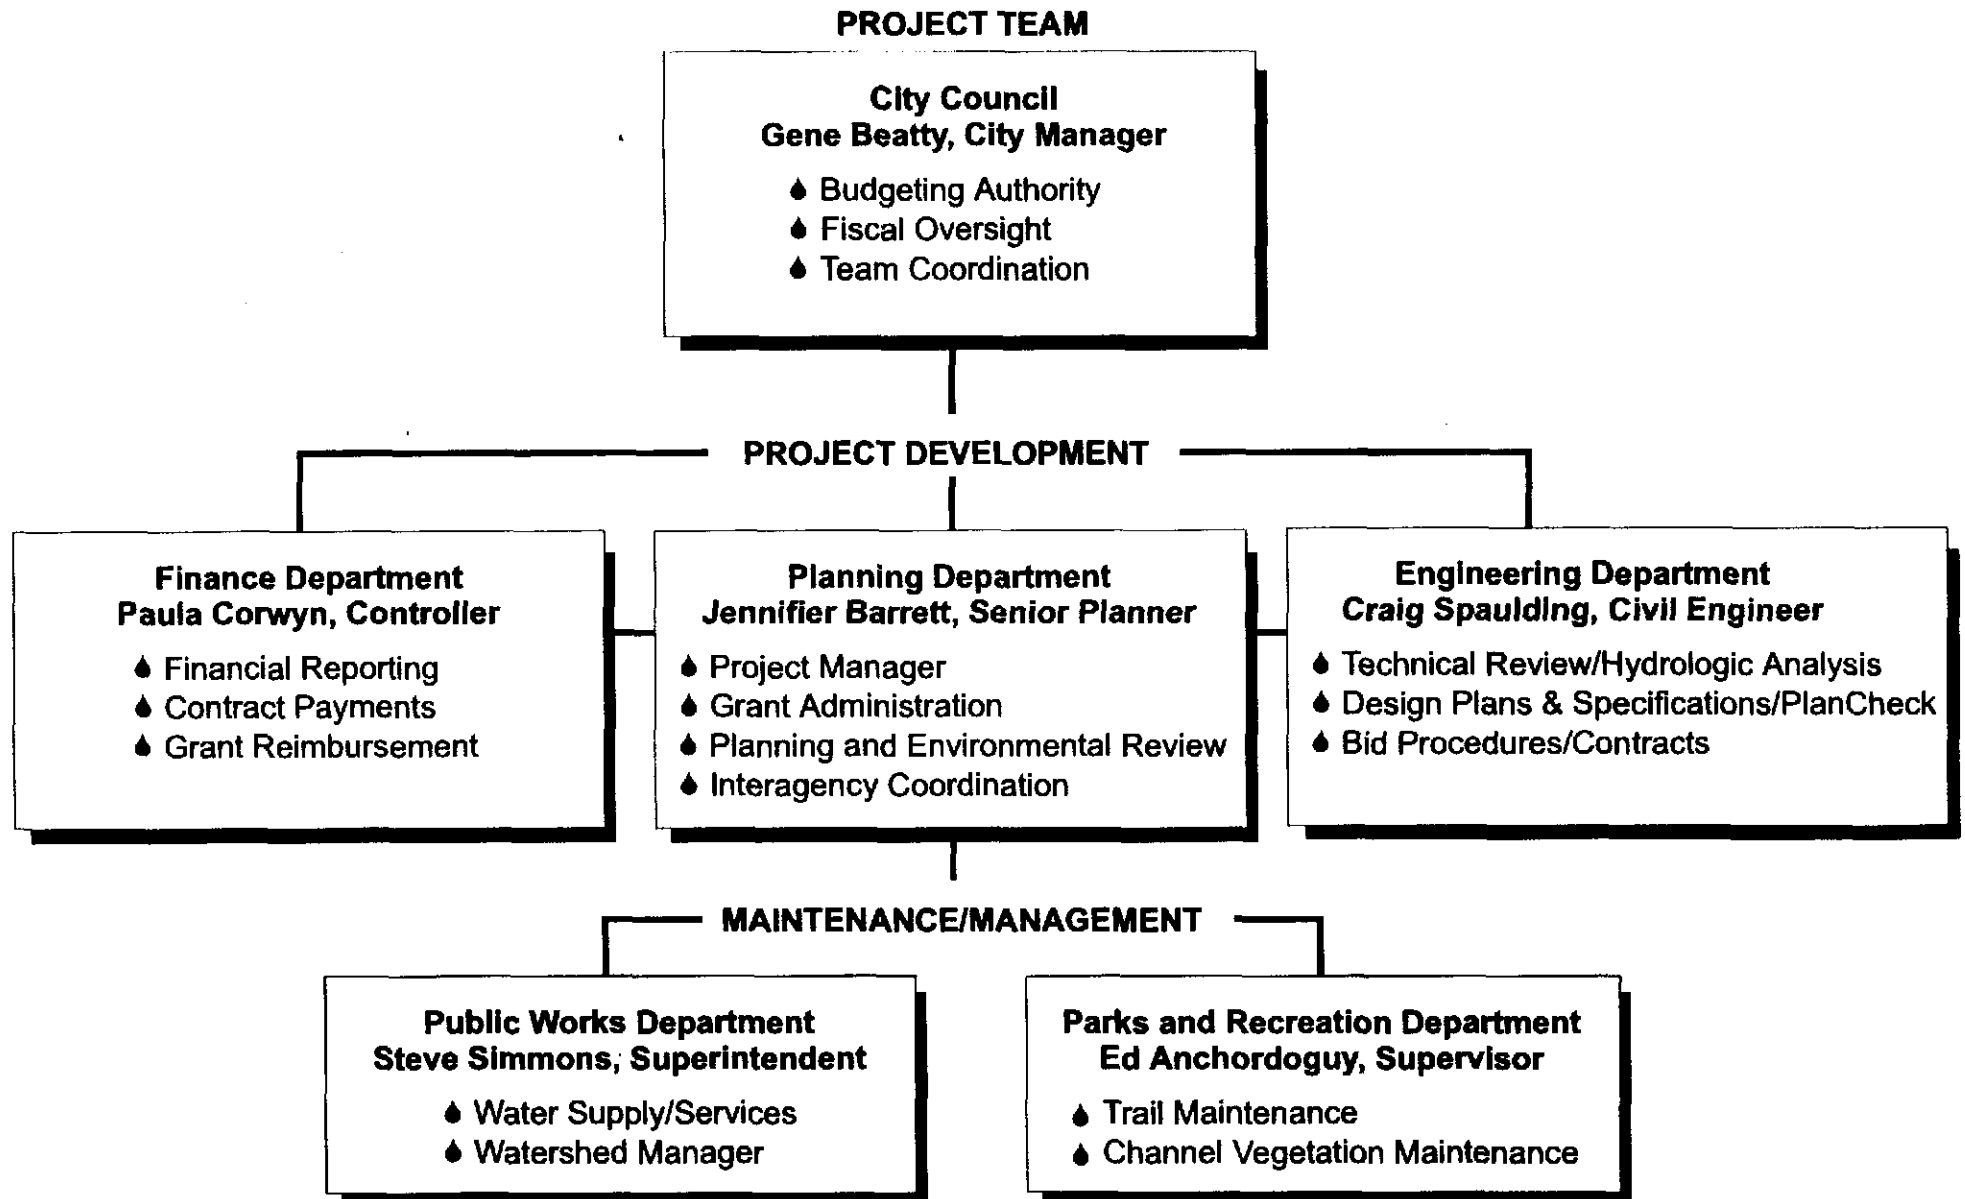 PROJECT TEAM
City Council
Gene Beatty, City Manager
Budgeting Authority
Fiscal Oversight
Team Coordination
PROJECT DEVELOPMENT
Finance Department
Paula Corwyn, Controller
Financial Reporting
Contract Payments
Grant Reimbursement
Planning Department
Jennifier Barrett, Senior Planner
Project Manager
Grant Administration
Planning and Environmental Review
Interagency Coordination
Engineering Department
Craig Spaulding, Civil Engineer
Technical Review/Hydrologic Analysis
Design Plans & Specifications/PlanCheck
Bid Procedures/Contracts
MAINTENANCE/MANAGEMENT
Public Works Department
Steve Simmons, Superintendent
Water Supply/Services
Watershed Manager
Parks and Recreation Department
Ed Anchordoguy, Supervisor
Trail Maintenance
Channel Vegetation Maintenance